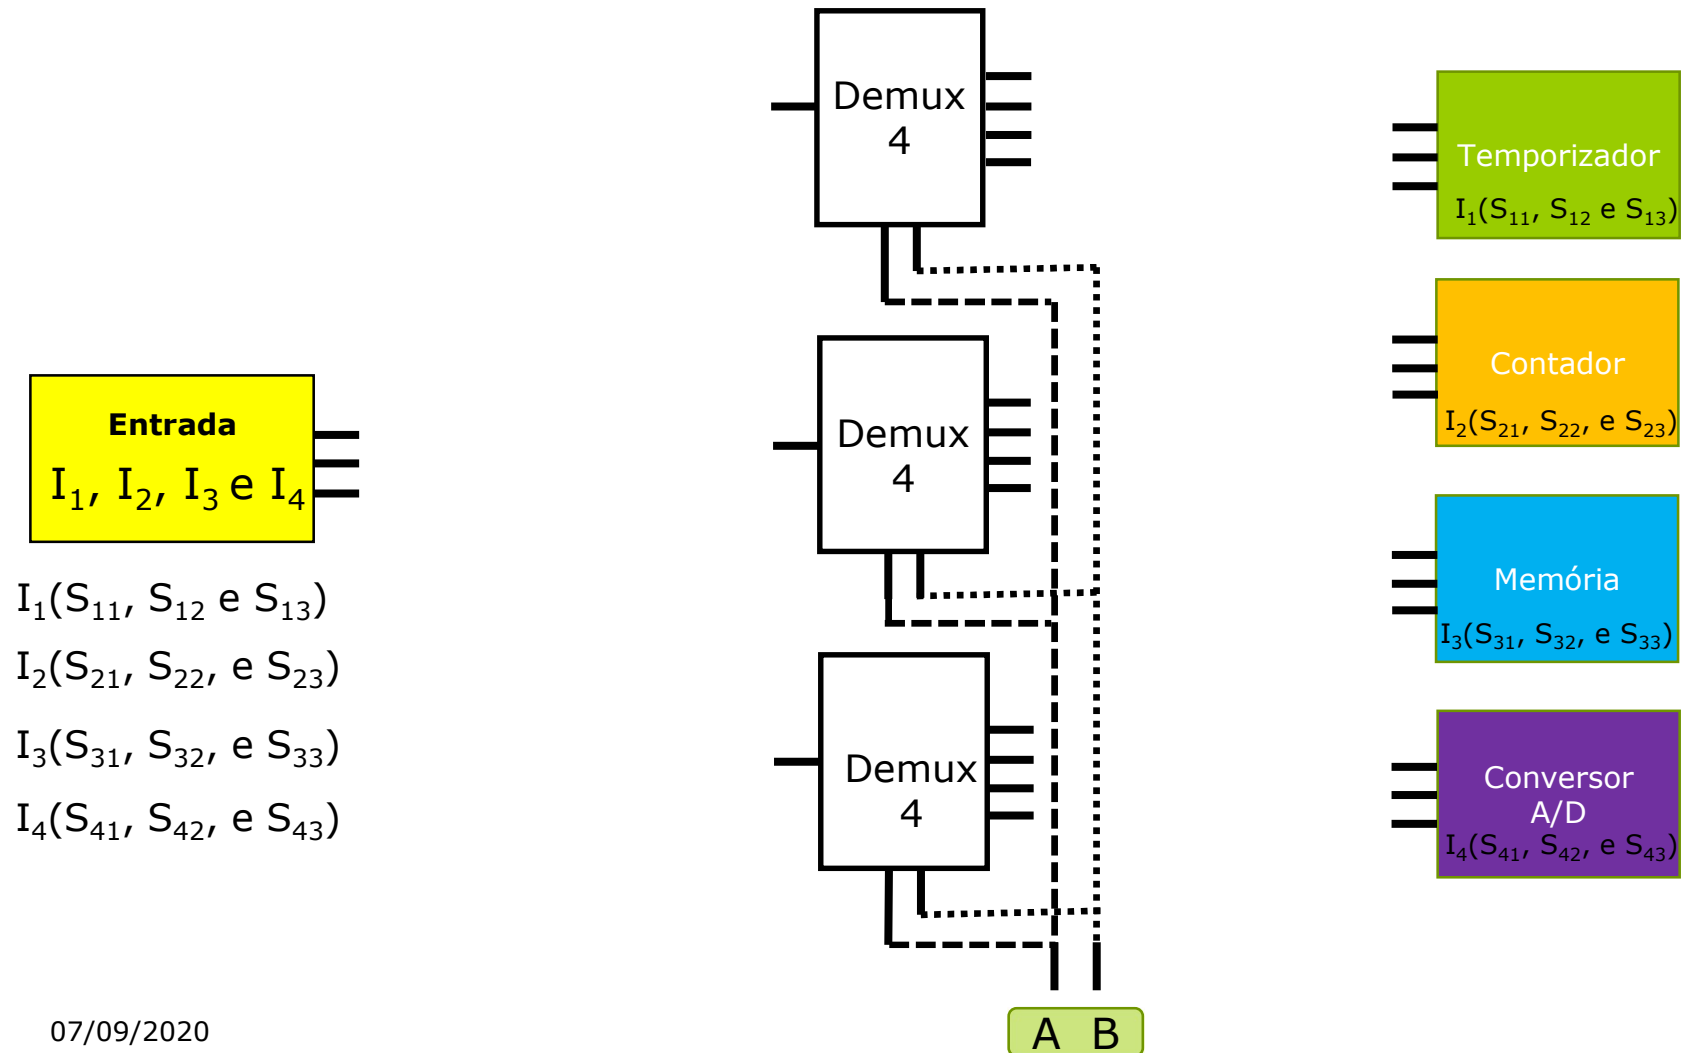 Demux
4
Temporizador
I₁(S₁₁, S₁₂ e S₁₃)
Contador
I₂(S₂₁, S₂₂, e S₂₃)
Entrada
I₁, I₂, I₃ e I₄
Demux
4
Memória
I₃(S₃₁, S₃₂, e S₃₃)
I₁(S₁₁, S₁₂ e S₁₃)
I₂(S₂₁, S₂₂, e S₂₃)
I₃(S₃₁, S₃₂, e S₃₃)
I₄(S₄₁, S₄₂, e S₄₃)
Demux
4
Conversor
A/D
I₄(S₄₁, S₄₂, e S₄₃)
07/09/2020
A B